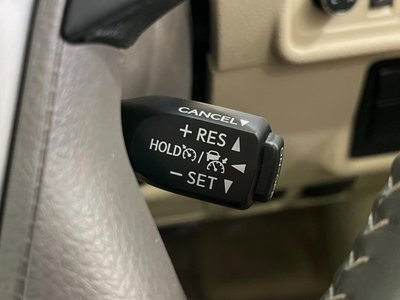 CANCEL▼
+ RES ▲
HOLD /
− SET ▼